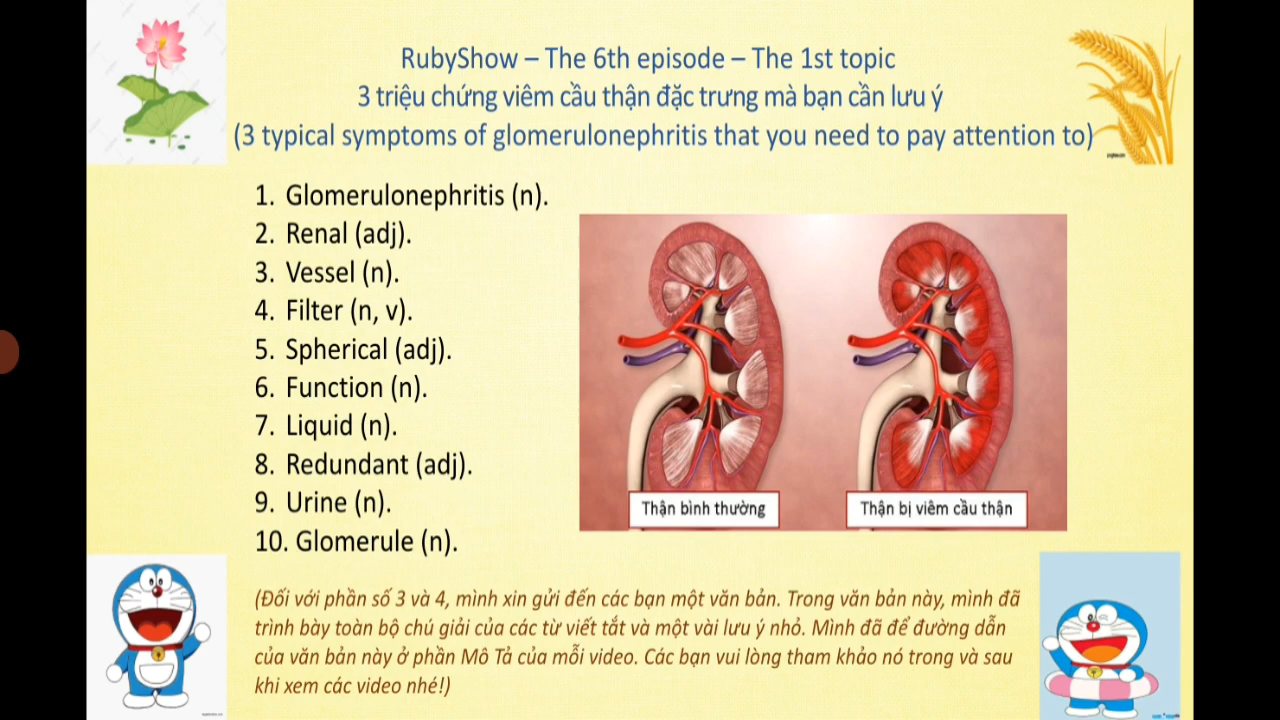 RubyShow – The 6th episode – The 1st topic
3 triệu chứng viêm cầu thận đặc trưng mà bạn cần lưu ý
(3 typical symptoms of glomerulonephritis that you need to pay attention to)
1. Glomerulonephritis (n).
2. Renal (adj).
3. Vessel (n).
4. Filter (n, v).
5. Spherical (adj).
6. Function (n).
7. Liquid (n).
8. Redundant (adj).
9. Urine (n).
10. Glomerule (n).
Thận bình thường
Thận bị viêm cầu thận
(Đối với phần số 3 và 4, mình xin gửi đến các bạn một văn bản. Trong văn bản này, mình đã
trình bày toàn bộ chú giải của các từ viết tắt và một vài lưu ý nhỏ. Mình đã để đường dẫn
của văn bản này ở phần Mô Tả của mỗi video. Các bạn vui lòng tham khảo nó trong và sau
khi xem các video nhé!)